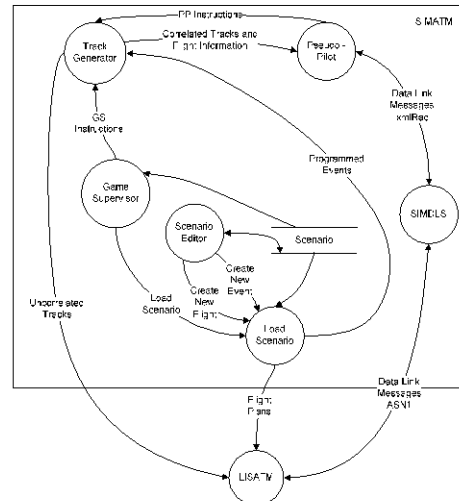 PP Instructions
SIMATM
Track
Generator
Correlated Tracks and
Flight Information
Pseudo-
Pilot
GS
Instructions
Data Link
Messages
xmlReq
Programmed
Events
Game
Supervisor
Scenario
Editor
Scenario
SIMDLS
Create
New
Event
Create
New
Flight
Load
Scenario
Uncorrelated
Tracks
Load
Scenario
Data Link
Messages
ASN1
Flight
Plans
LISATM